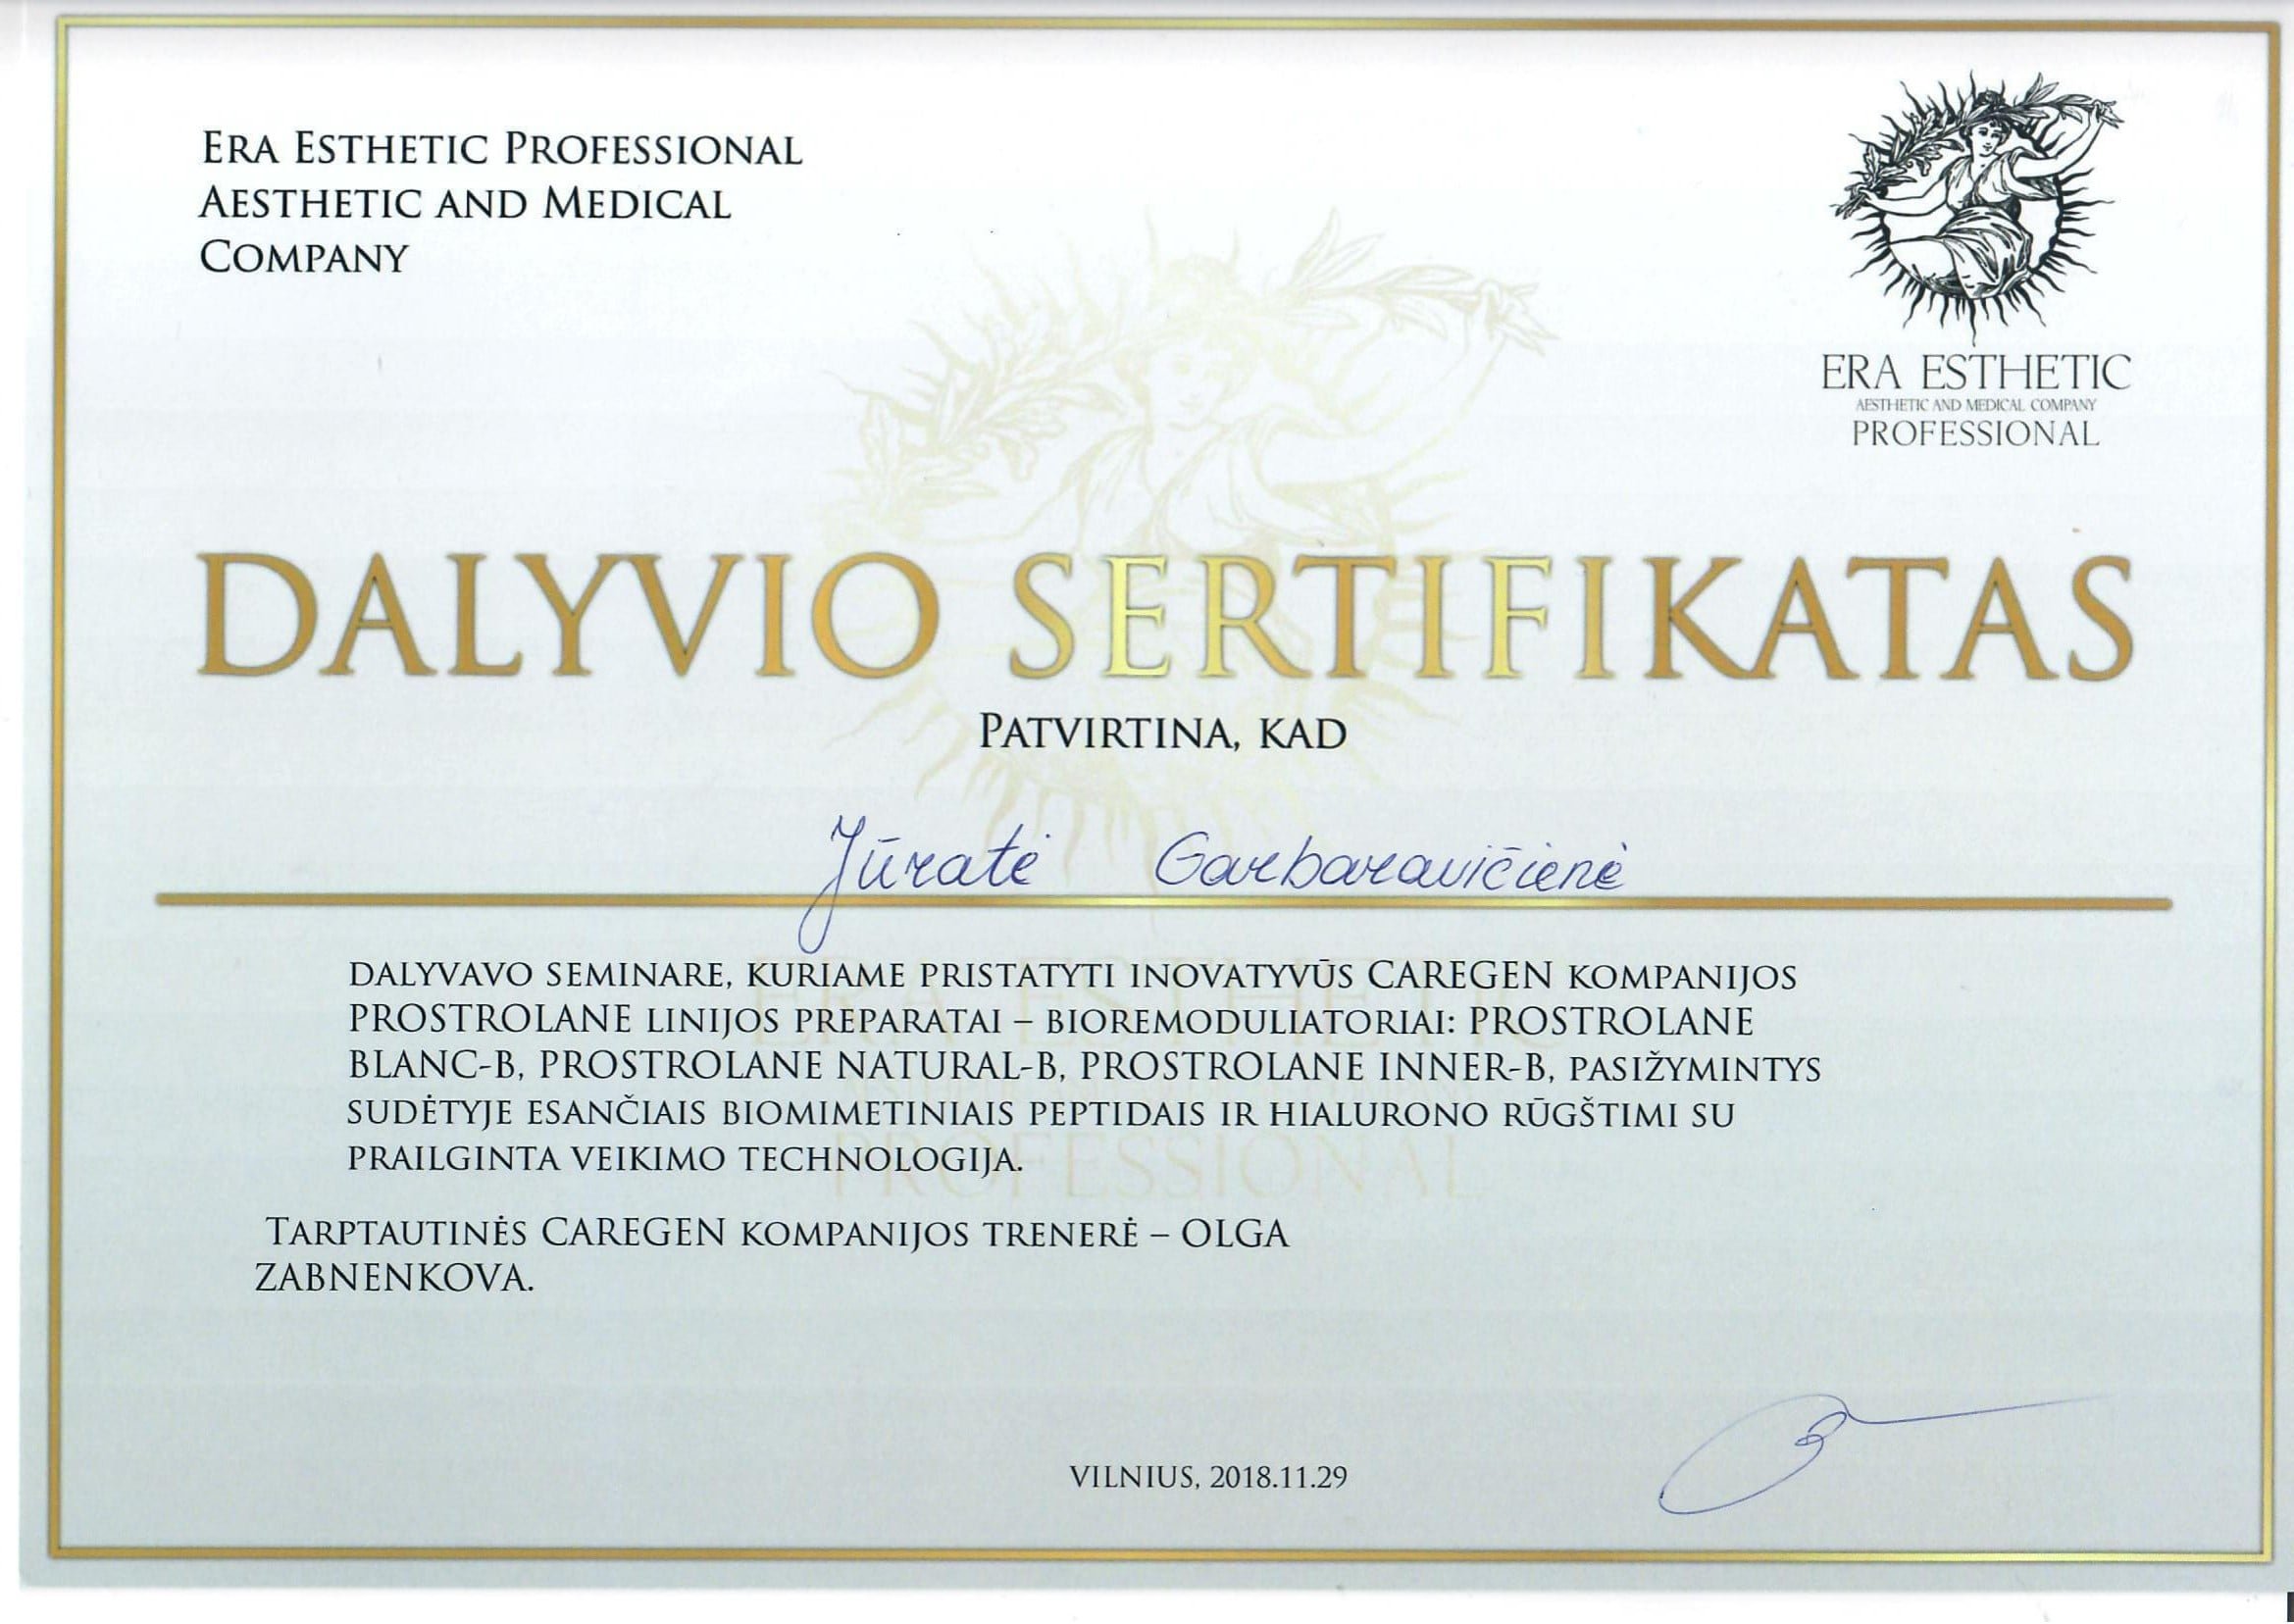 ERA ESTHETIC PROFESSIONAL
AESTHETIC AND MEDICAL
COMPANY
ERA ESTHETIC
AESTHETIC AND MEDICAL COMPANY
PROFESSIONAL
DALYVIO SERTIFIKATAS
PATVIRTINA, KAD
Jūratė Garbaravičienė
DALYVAVO SEMINARE, KURIAME PRISTATYTI INOVATYVŪS CAREGEN KOMPANIJOS
PROSTROLANE LINIJOS PREPARATAI – BIOREMODULIATORIAI: PROSTROLANE
BLANC-B, PROSTROLANE NATURAL-B, PROSTROLANE INNER-B, PASIŽYMINTYS
SUDĖTYJE ESANČIAIS BIOMIMETINIAIS PEPTIDAIS IR HIALURONO RŪGŠTIMI SU
PRAILGINTA VEIKIMO TECHNOLOGIJA.
TARPTAUTINĖS CAREGEN KOMPANIJOS TRENERĖ – OLGA
ZABNENKOVA.
VILNIUS, 2018.11.29